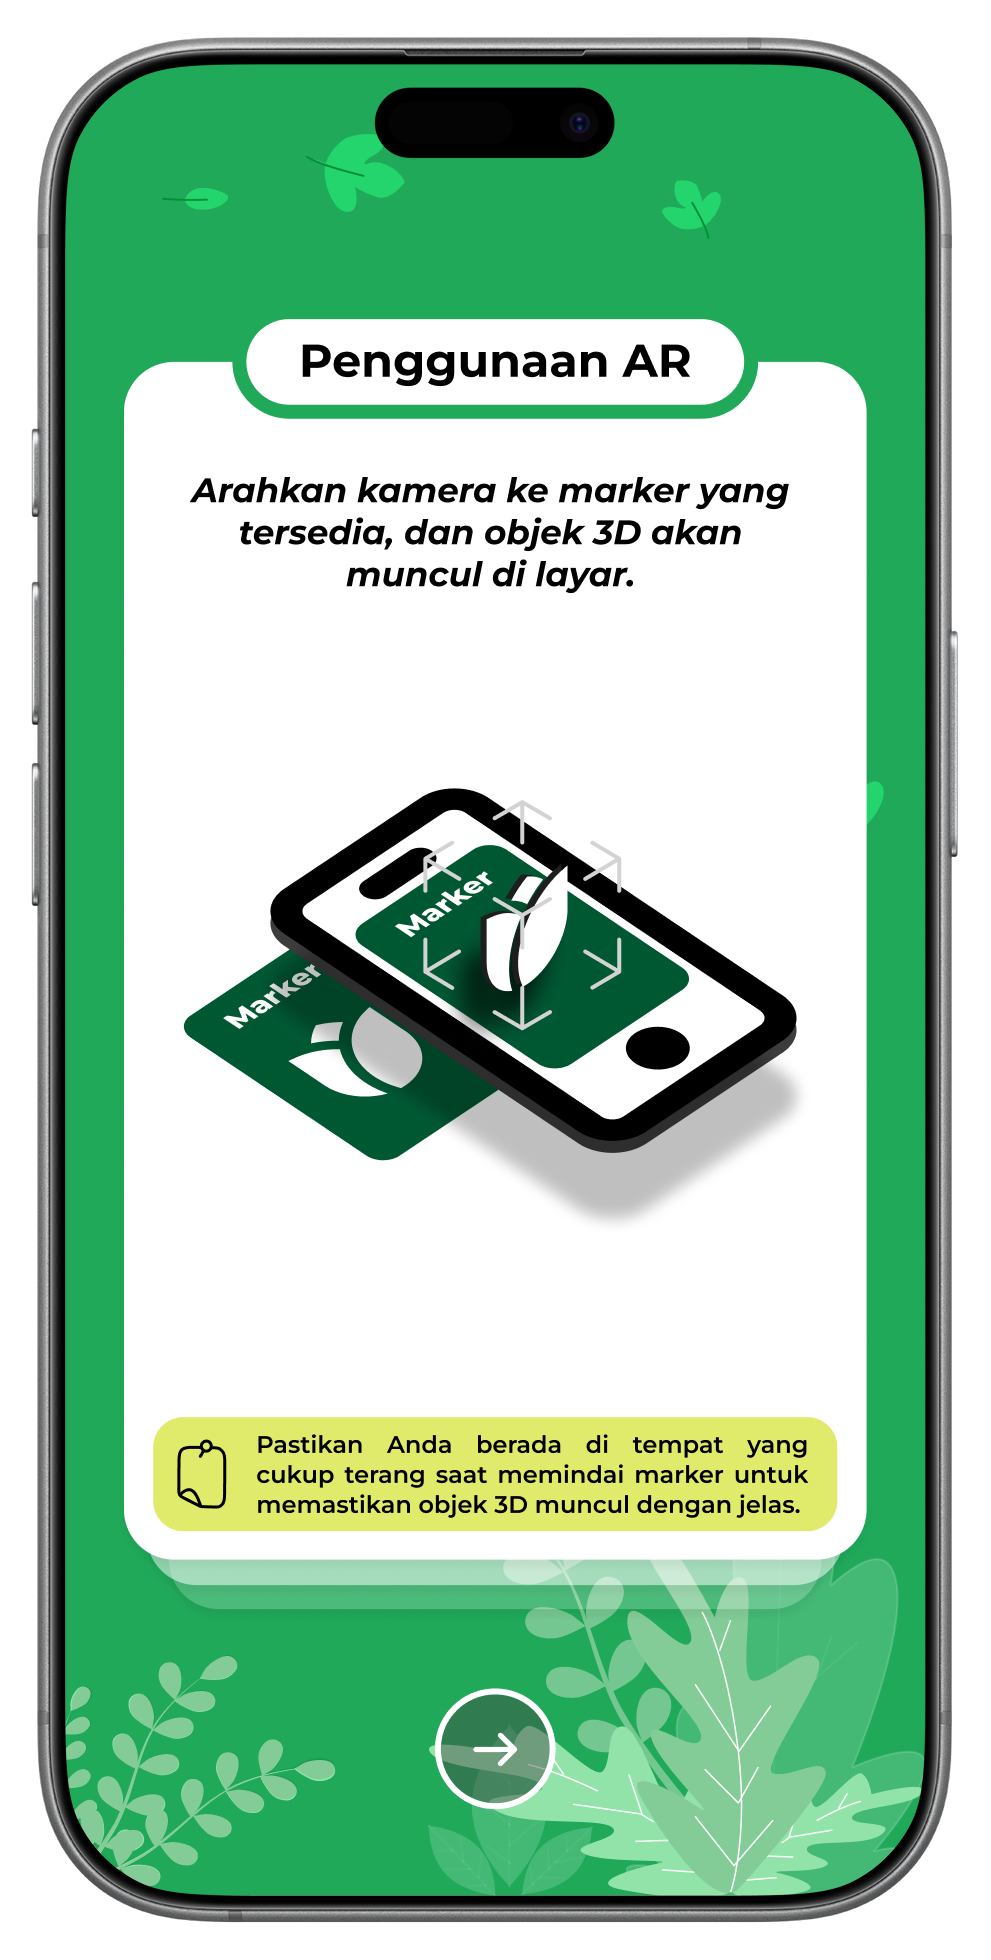 Penggunaan AR
Arahkan kamera ke marker yang
tersedia, dan objek 3D akan
muncul di layar.
Marker
Marker
Pastikan Anda berada di tempat yang
cukup terang saat memindai marker untuk
memastikan objek 3D muncul dengan jelas.